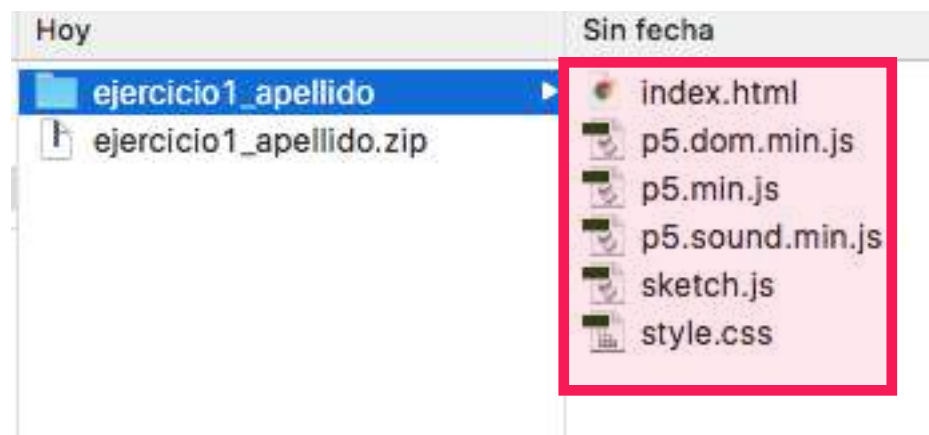 Hoy
Sin fecha
ejercicio1_apellido
ejercicio1_apellido.zip
index.html
p5.dom.min.js
p5.min.js
p5.sound.min.js
sketch.js
style.css